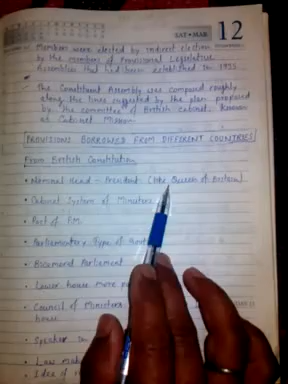 SAT • MAR 12
Members were elected by indirect election
by the members of Provisional Legislative
Assemblies that had been established in 1935
The Constituent Assembly was composed roughly
along the lines suggested by the plan proposed
by the committee of British Cabinet. Known
as Cabinet Mission
PROVISIONS BORROWED FROM DIFFERENT COUNTRIES
From British Constitution
• Nominal Head - President (like Queen of Britain)
• Cabinet System of Ministers
• Post of PM
• Parliamentary Type of
• Bicameral Parliament
• Lower house more
• Council of Ministers
house
• Speaker in
• Law
• Idea of